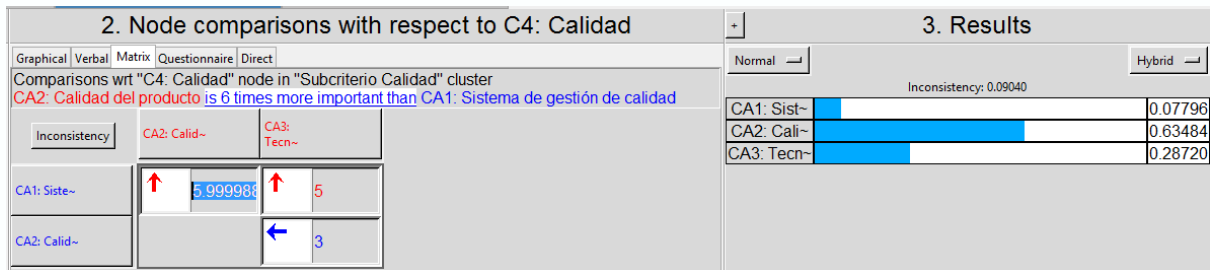 2. Node comparisons with respect to C4: Calidad
Graphical Verbal Matrix Questionnaire Direct
Comparisons wrt "C4: Calidad" node in "Subcriterio Calidad" cluster
CA2: Calidad del producto is 6 times more important than CA1: Sistema de gestión de calidad
Inconsistency CA2: Calid~ CA3:
Tecn~
CA1: Siste~ 5.999988 5
CA2: Calid~ 3
+ 3. Results
Normal Hybrid
Inconsistency: 0.09040
CA1: Sist~ 0.07796
CA2: Cali~ 0.63484
CA3: Tecn~ 0.28720